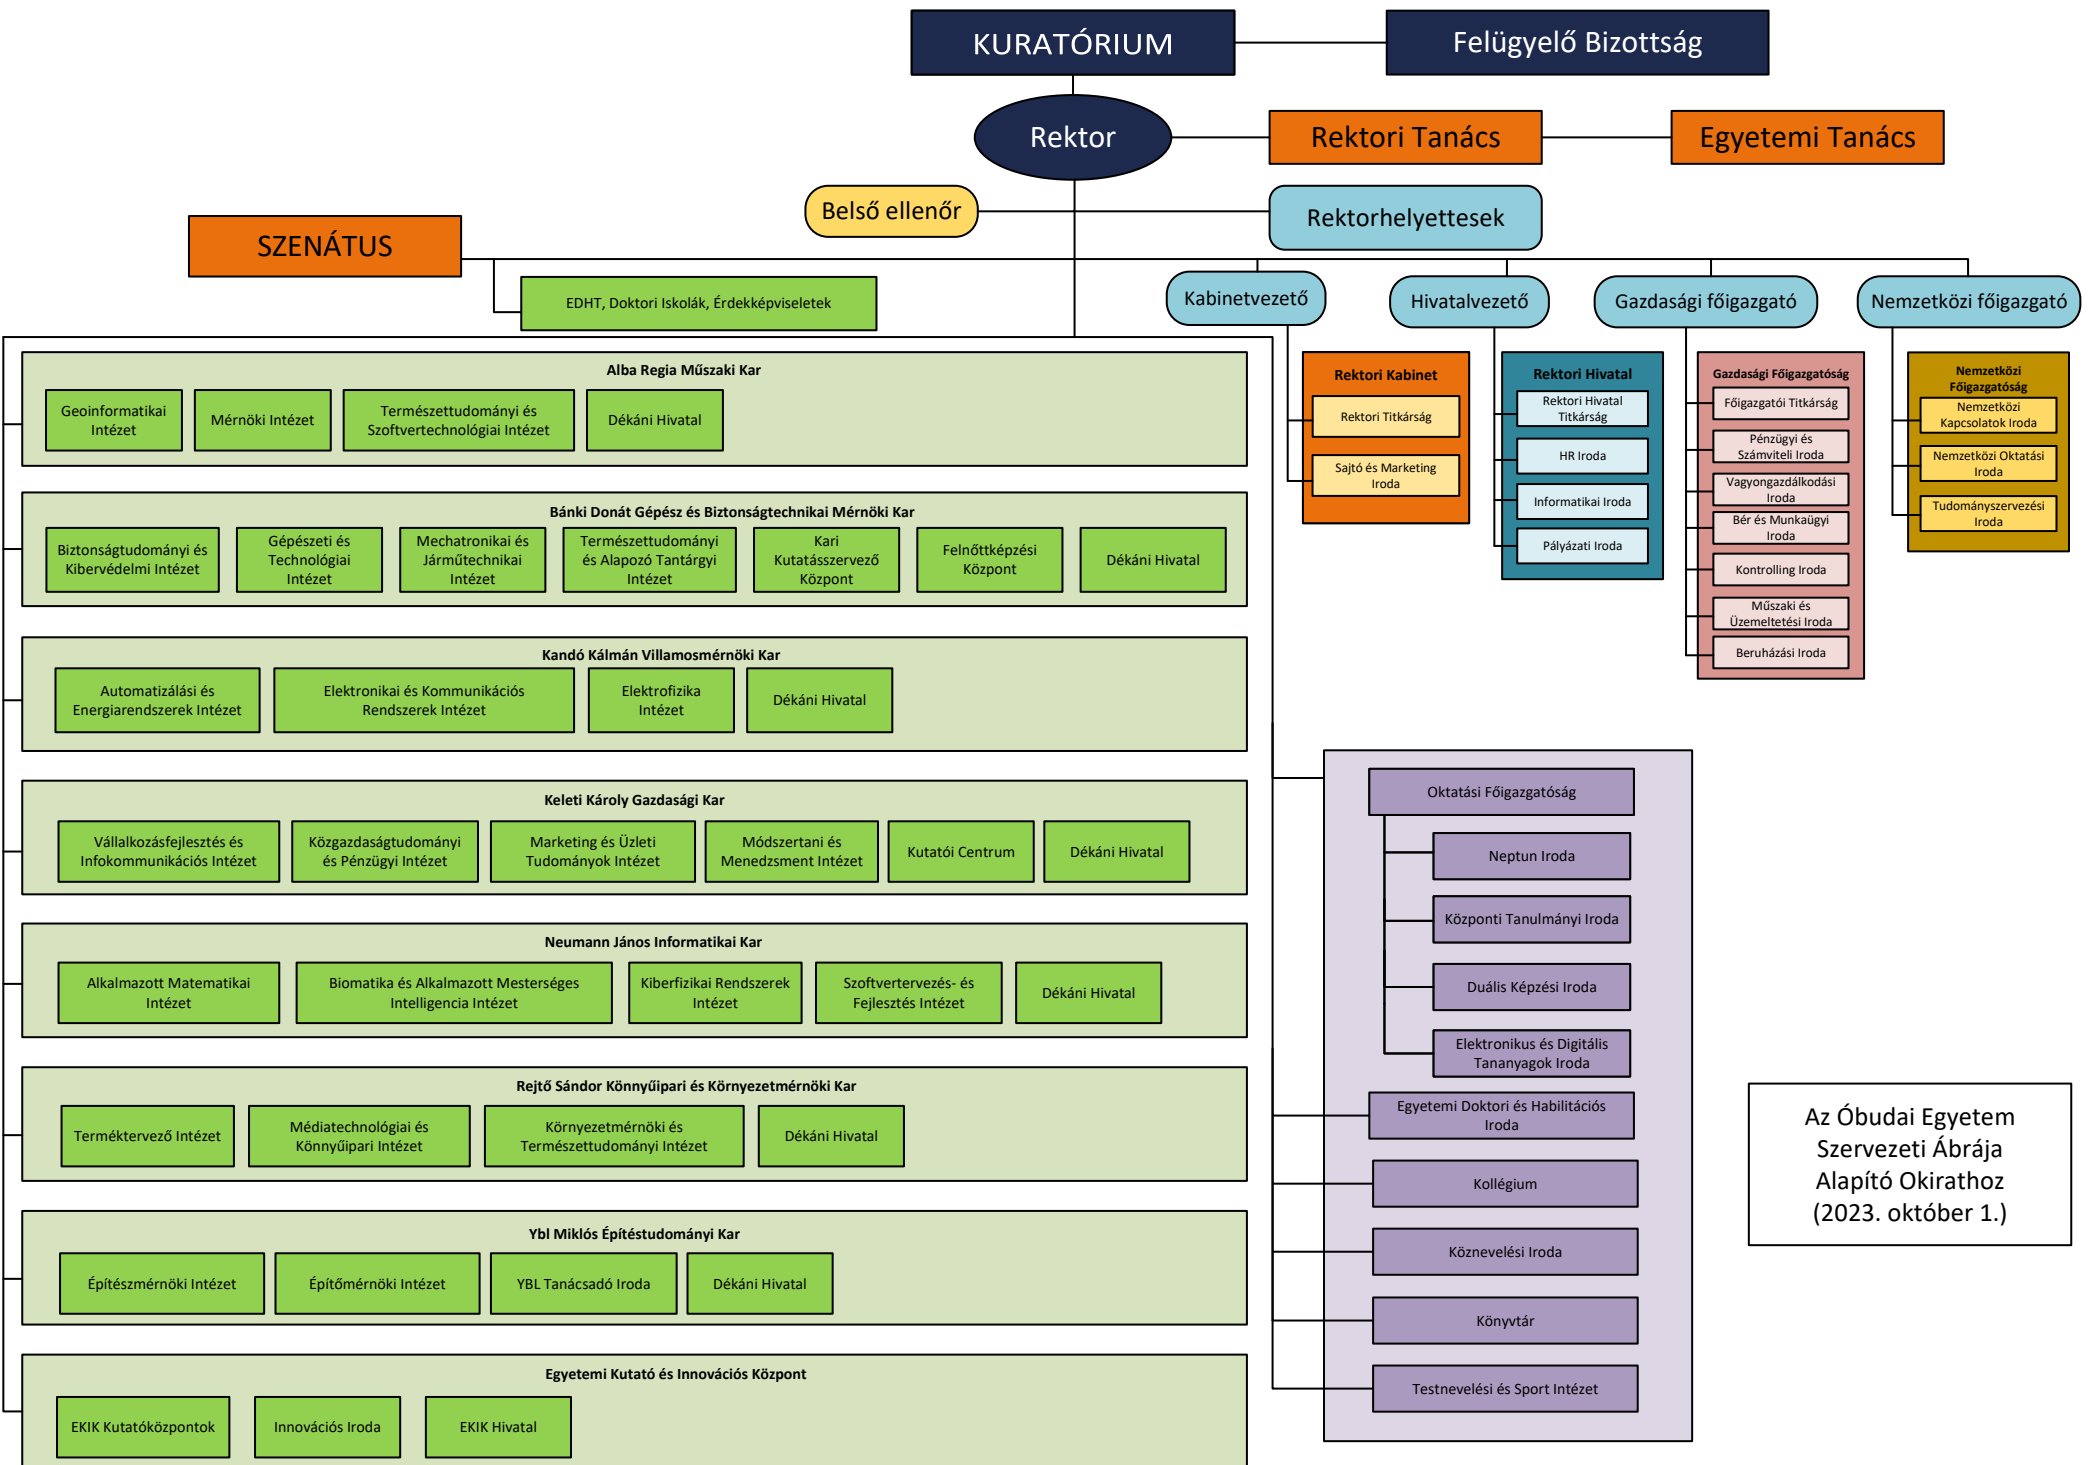 KURATÓRIUM
Felügyelő Bizottság
Rektor
Rektori Tanács
Egyetemi Tanács
Belső ellenőr
Rektorhelyettesek
SZENÁTUS
EDHT, Doktori Iskolák, Érdekképviseletek
Kabinetvezető
Hivatalvezető
Gazdasági főigazgató
Nemzetközi főigazgató
Alba Regia Műszaki Kar
Geoinformatikai
Intézet
Mérnöki Intézet
Természettudományi és
Szoftvertechnológiai Intézet
Dékáni Hivatal
Bánki Donát Gépész és Biztonságtechnikai Mérnöki Kar
Biztonságtudományi és
Kibervédelmi Intézet
Gépészeti és
Technológiai
Intézet
Mechatronikai és
Járműtechnikai
Intézet
Természettudományi
és Alapozó Tantárgyi
Intézet
Kari
Kutatásszervező
Központ
Felnőttképzési
Központ
Dékáni Hivatal
Kandó Kálmán Villamosmérnöki Kar
Automatizálási és
Energiarendszerek Intézet
Elektronikai és Kommunikációs
Rendszerek Intézet
Elektrofizika
Intézet
Dékáni Hivatal
Keleti Károly Gazdasági Kar
Vállalkozásfejlesztés és
Infokommunikációs Intézet
Közgazdaságtudományi
és Pénzügyi Intézet
Marketing és Üzleti
Tudományok Intézet
Módszertani és
Menedzsment Intézet
Kutatói Centrum
Dékáni Hivatal
Neumann János Informatikai Kar
Alkalmazott Matematikai
Intézet
Biomatika és Alkalmazott Mesterséges
Intelligencia Intézet
Kiberfizikai Rendszerek
Intézet
Szoftvertervezés- és
Fejlesztés Intézet
Dékáni Hivatal
Rejtő Sándor Könnyűipari és Környezetmérnöki Kar
Terméktervező Intézet
Médiatechnológiai és
Könnyűipari Intézet
Környezetmérnöki és
Természettudományi Intézet
Dékáni Hivatal
Ybl Miklós Építéstudományi Kar
Építészmérnöki Intézet
Építőmérnöki Intézet
YBL Tanácsadó Iroda
Dékáni Hivatal
Egyetemi Kutató és Innovációs Központ
EKIK Kutatóközpontok
Innovációs Iroda
EKIK Hivatal
Rektori Kabinet
Rektori Titkárság
Sajtó és Marketing
Iroda
Rektori Hivatal
Rektori Hivatal
Titkárság
HR Iroda
Informatikai Iroda
Pályázati Iroda
Gazdasági Főigazgatóság
Főigazgatói Titkárság
Pénzügyi és
Számviteli Iroda
Vagyongazdálkodási
Iroda
Bér és Munkaügyi
Iroda
Kontrolling Iroda
Műszaki és
Üzemeltetési Iroda
Beruházási Iroda
Nemzetközi
Főigazgatóság
Nemzetközi
Kapcsolatok Iroda
Nemzetközi Oktatási
Iroda
Tudományszervezési
Iroda
Oktatási Főigazgatóság
Neptun Iroda
Központi Tanulmányi Iroda
Duális Képzési Iroda
Elektronikus és Digitális
Tananyagok Iroda
Egyetemi Doktori és Habilitációs
Iroda
Kollégium
Köznevelési Iroda
Könyvtár
Testnevelési és Sport Intézet
Az Óbudai Egyetem
Szervezeti Ábrája
Alapító Okirathoz
(2023. október 1.)